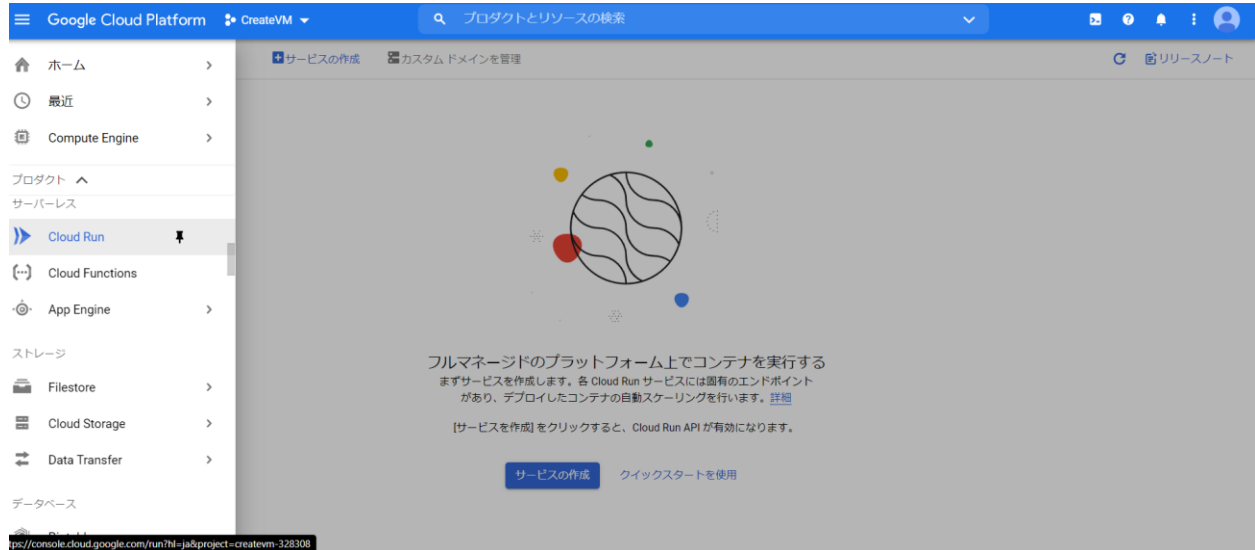 Google Cloud Platform
CreateVM
プロダクトとリソースの検索
ホーム
最近
Compute Engine
プロダクト
サーバーレス
Cloud Run
Cloud Functions
App Engine
ストレージ
Filestore
Cloud Storage
Data Transfer
データベース
tps://console.cloud.google.com/run?hl=ja&project=createvm-328308
サービスの作成
カスタム ドメインを管理
リリースノート
フルマネージドのプラットフォーム上でコンテナを実行する
まずサービスを作成します。各 Cloud Run サービスには固有のエンドポイント
があり、デプロイしたコンテナの自動スケーリングを行います。詳細
[サービスを作成] をクリックすると、Cloud Run API が有効になります。
サービスの作成
クイックスタートを使用